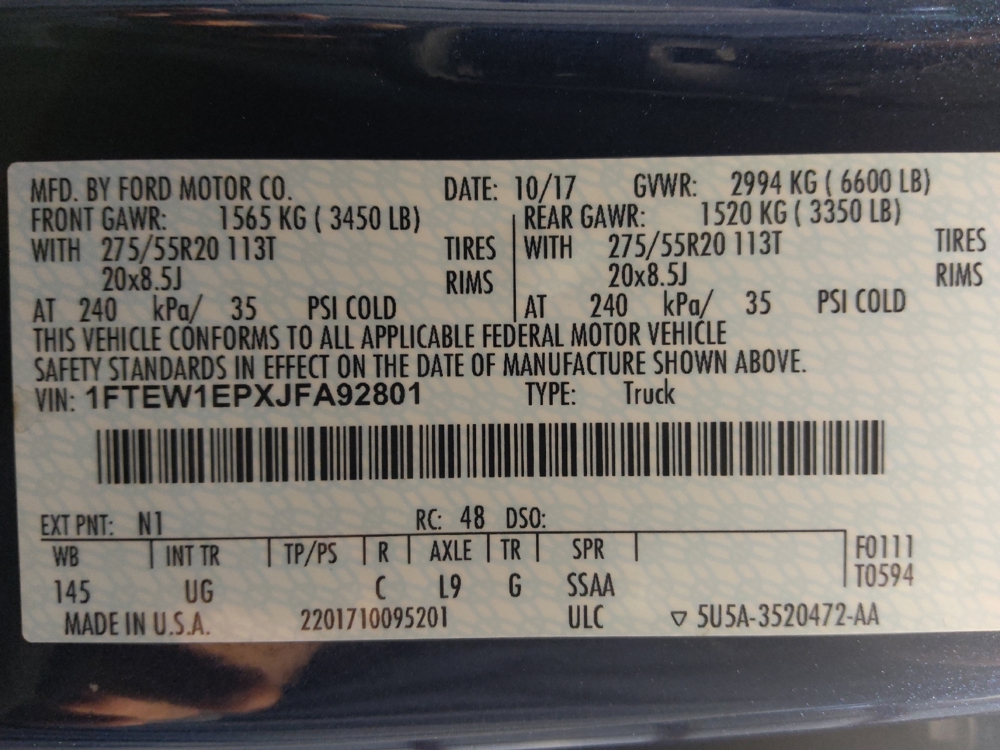 MFD. BY FORD MOTOR CO. DATE: 10/17 GVWR: 2994 KG ( 6600 LB)
FRONT GAWR: 1565 KG ( 3450 LB) REAR GAWR: 1520 KG ( 3350 LB)
WITH 275/55R20 113T TIRES WITH 275/55R20 113T TIRES
20x8.5J RIMS 20x8.5J RIMS
AT 240 kPa/ 35 PSI COLD AT 240 kPa/ 35 PSI COLD
THIS VEHICLE CONFORMS TO ALL APPLICABLE FEDERAL MOTOR VEHICLE
SAFETY STANDARDS IN EFFECT ON THE DATE OF MANUFACTURE SHOWN ABOVE.
VIN: 1FTEW1EPXJFA92801 TYPE: Truck
EXT PNT: N1 RC: 48 DSO:
WB INT TR TP/PS R AXLE TR SPR F0111
145 UG C L9 G SSAA T0594
MADE IN U.S.A. 2201710095201 ULC ▽ 5U5A-3520472-AA